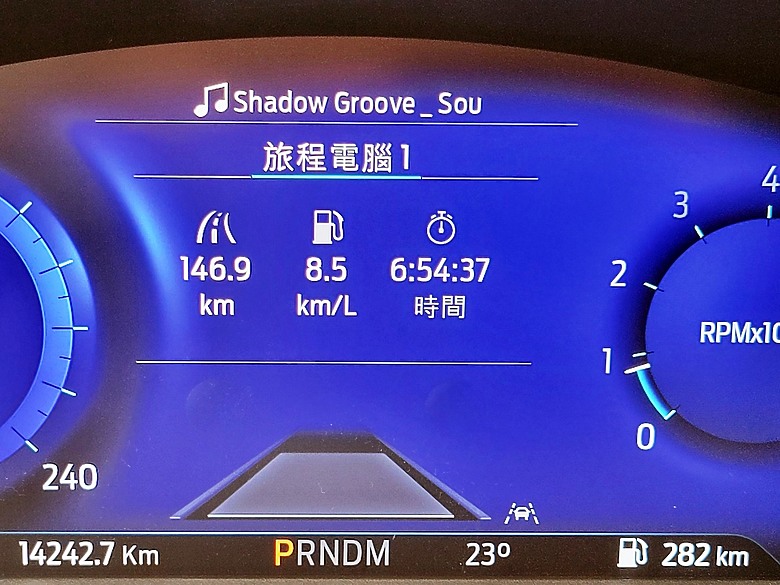 Shadow Groove _ Sou
旅程電腦1
146.9 8.5 6:54:37
km km/L 時間
4
3
2
1
0
RPMx10
240
14242.7 Km PRNDM 23º 282 km